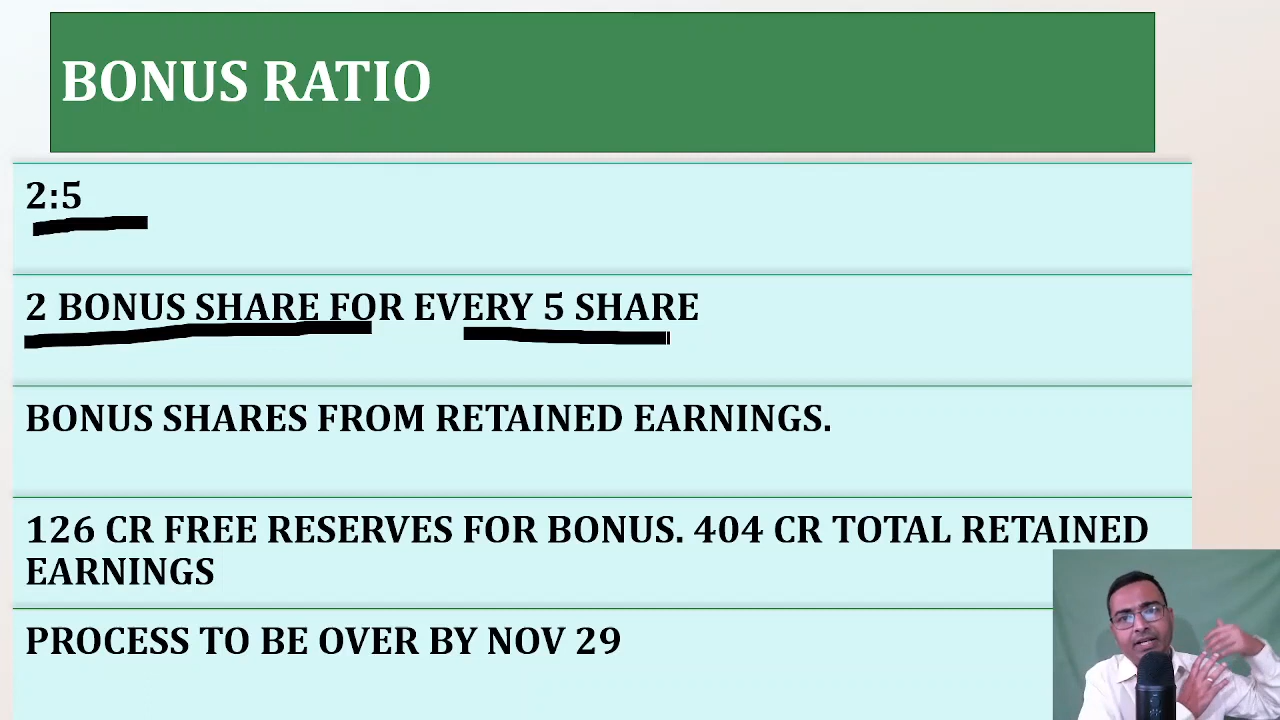 BONUS RATIO
2:5
2 BONUS SHARE FOR EVERY 5 SHARE
BONUS SHARES FROM RETAINED EARNINGS.
126 CR FREE RESERVES FOR BONUS. 404 CR TOTAL RETAINED
EARNINGS
PROCESS TO BE OVER BY NOV 29